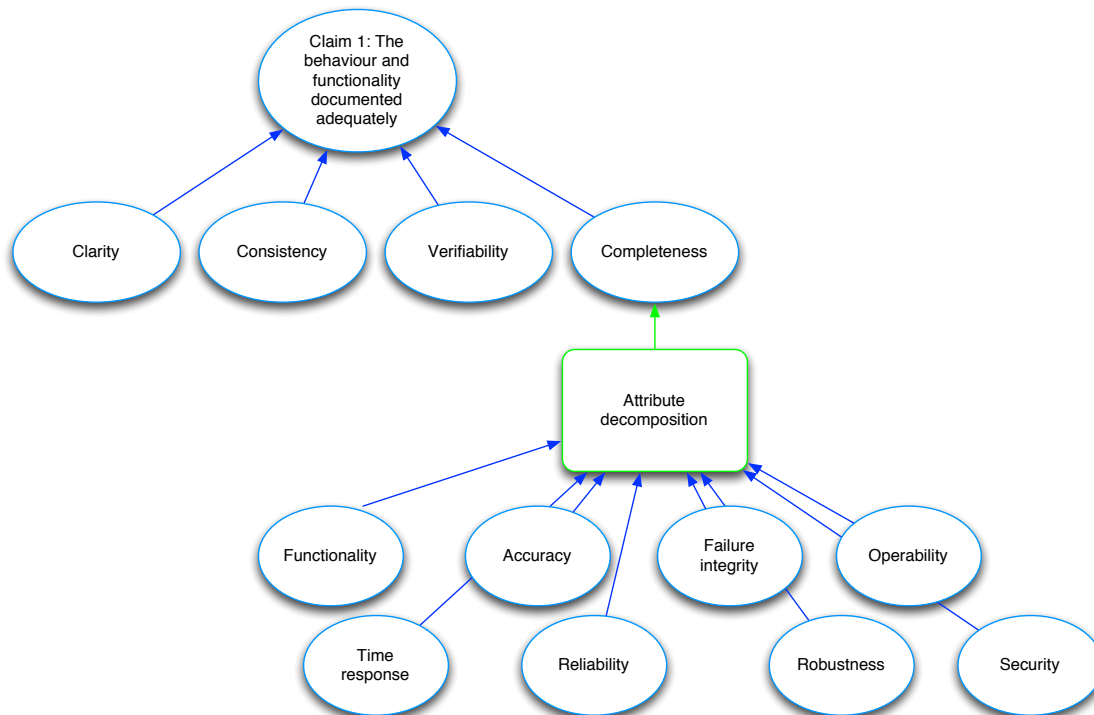 Claim 1: The
behaviour and
functionality
documented
adequately
Clarity
Consistency
Verifiability
Completeness
Attribute
decomposition
Functionality
Accuracy
Failure
integrity
Operability
Time
response
Reliability
Robustness
Security